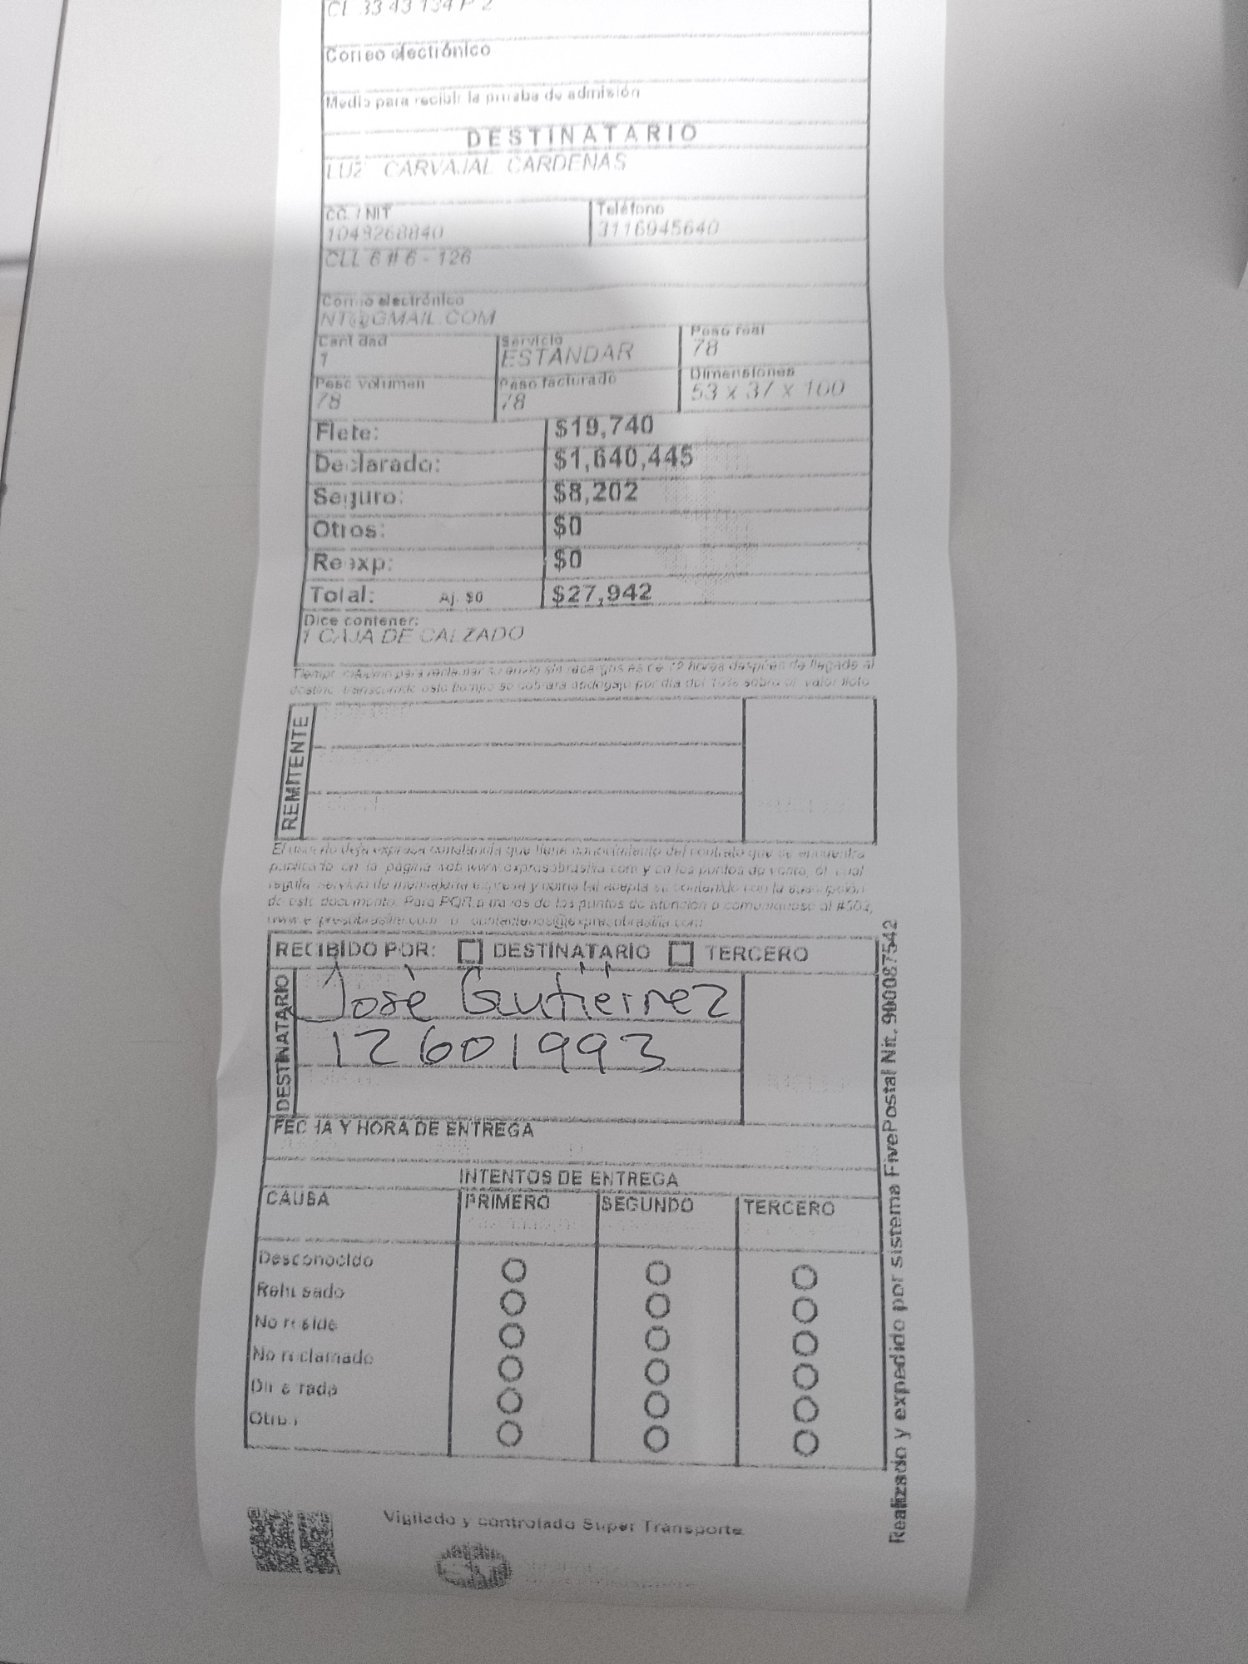 Correo electrónico
Medio para recibir la prueba de admisión
DESTINATARIO
LUZ CARVAJAL CARDENAS
CC. / NIT Teléfono
1049268840 3116945640
CLL 6 # 6 - 126
Correo electrónico
NT@GMAIL.COM
Cantidad Servicio Peso real
1 ESTANDAR 78
Peso volumen Peso facturado Dimensiones
78 78 53 x 37 x 100
Flete: $19,740
Declarado: $1,640,445
Seguro: $8,202
Otros: $0
Reexp: $0
Total: Aj. $0 $27,942
Dice contener:
1 CAJA DE CALZADO
REMITENTE
RECIBIDO POR: DESTINATARIO TERCERO
DESTINATARIO
José Gutierrez
12601993
FECHA Y HORA DE ENTREGA
INTENTOS DE ENTREGA
CAUSA PRIMERO SEGUNDO TERCERO
Desconocido
Rehusado
No reside
No reclamado
Dir errada
Otros
Vigilado y controlado Super Transporte
Realizado y expedido por sistema FivePostal Nit. 900087542